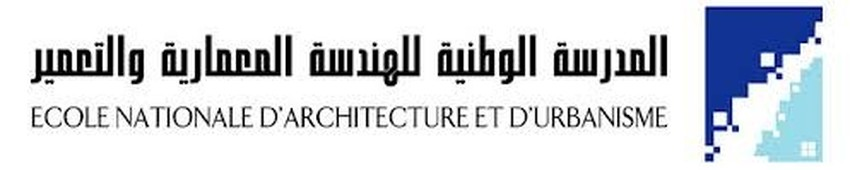 المدرسة الوطنية للهندسة المعمارية والتعمير
ECOLE NATIONALE D'ARCHITECTURE ET D'URBANISME